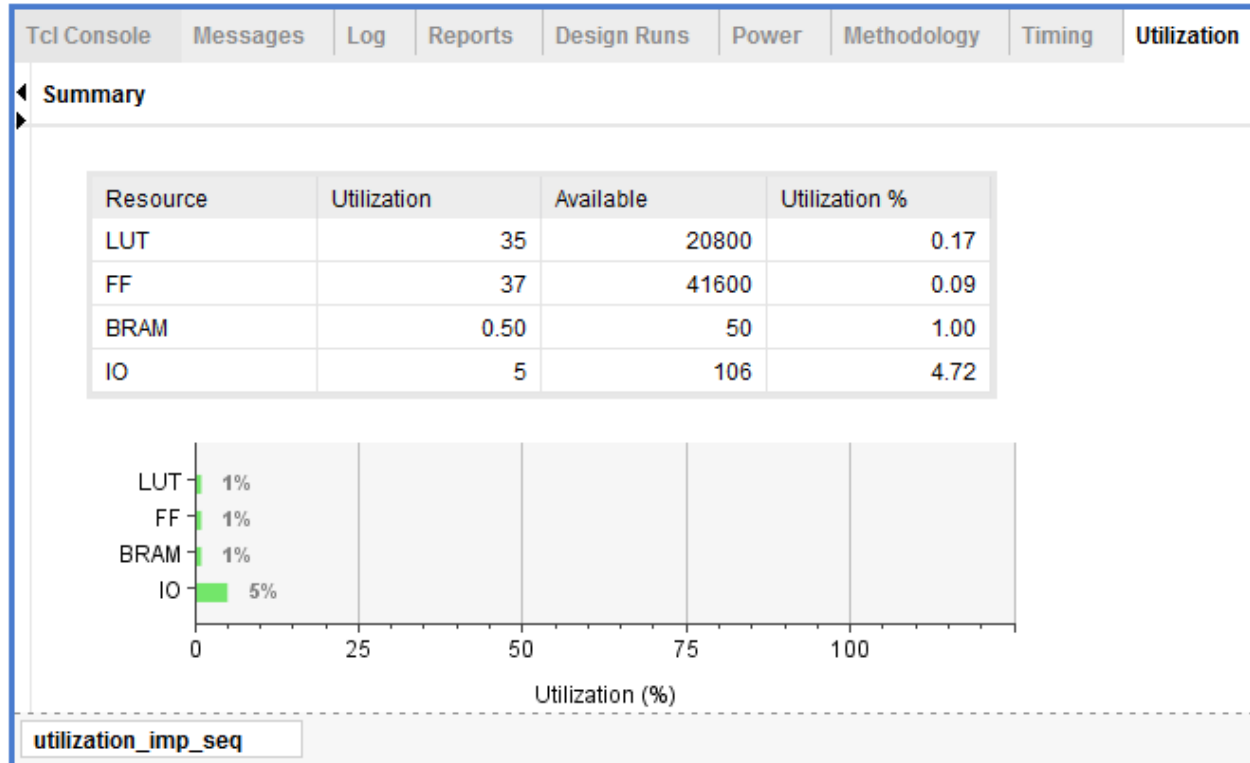 Tcl Console Messages Log Reports Design Runs Power Methodology Timing Utilization
Summary
Resource Utilization Available Utilization %
LUT 35 20800 0.17
FF 37 41600 0.09
BRAM 0.50 50 1.00
IO 5 106 4.72
LUT 1%
FF 1%
BRAM 1%
IO 5%
0 25 50 75 100
Utilization (%)
utilization_imp_seq